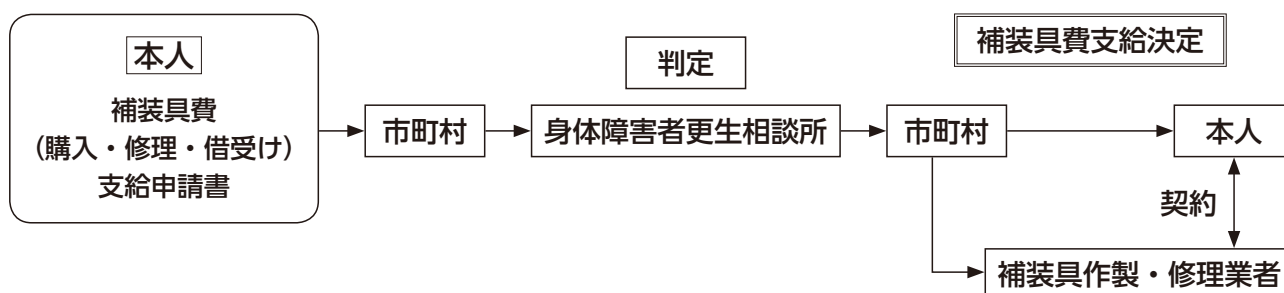 本人
補装具費
（購入・修理・借受け）
支給申請書
市町村
判定
身体障害者更生相談所
補装具費支給決定
市町村
本人
契約
補装具作製・修理業者